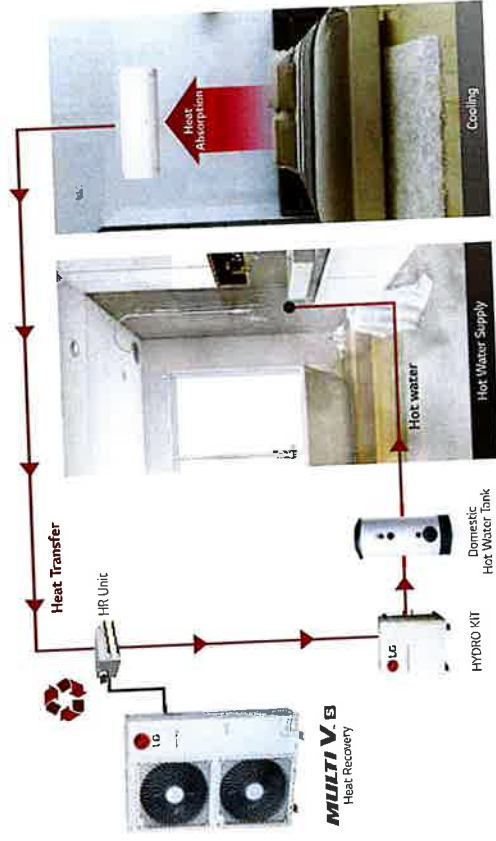 Heat Transfer
HR Unit
LG
MULTI V. S
Heat Recovery
LG
HYDRO KIT
Domestic
Hot Water Tank
Hot water
Hot Water Supply
Heat
Absorption
Cooling